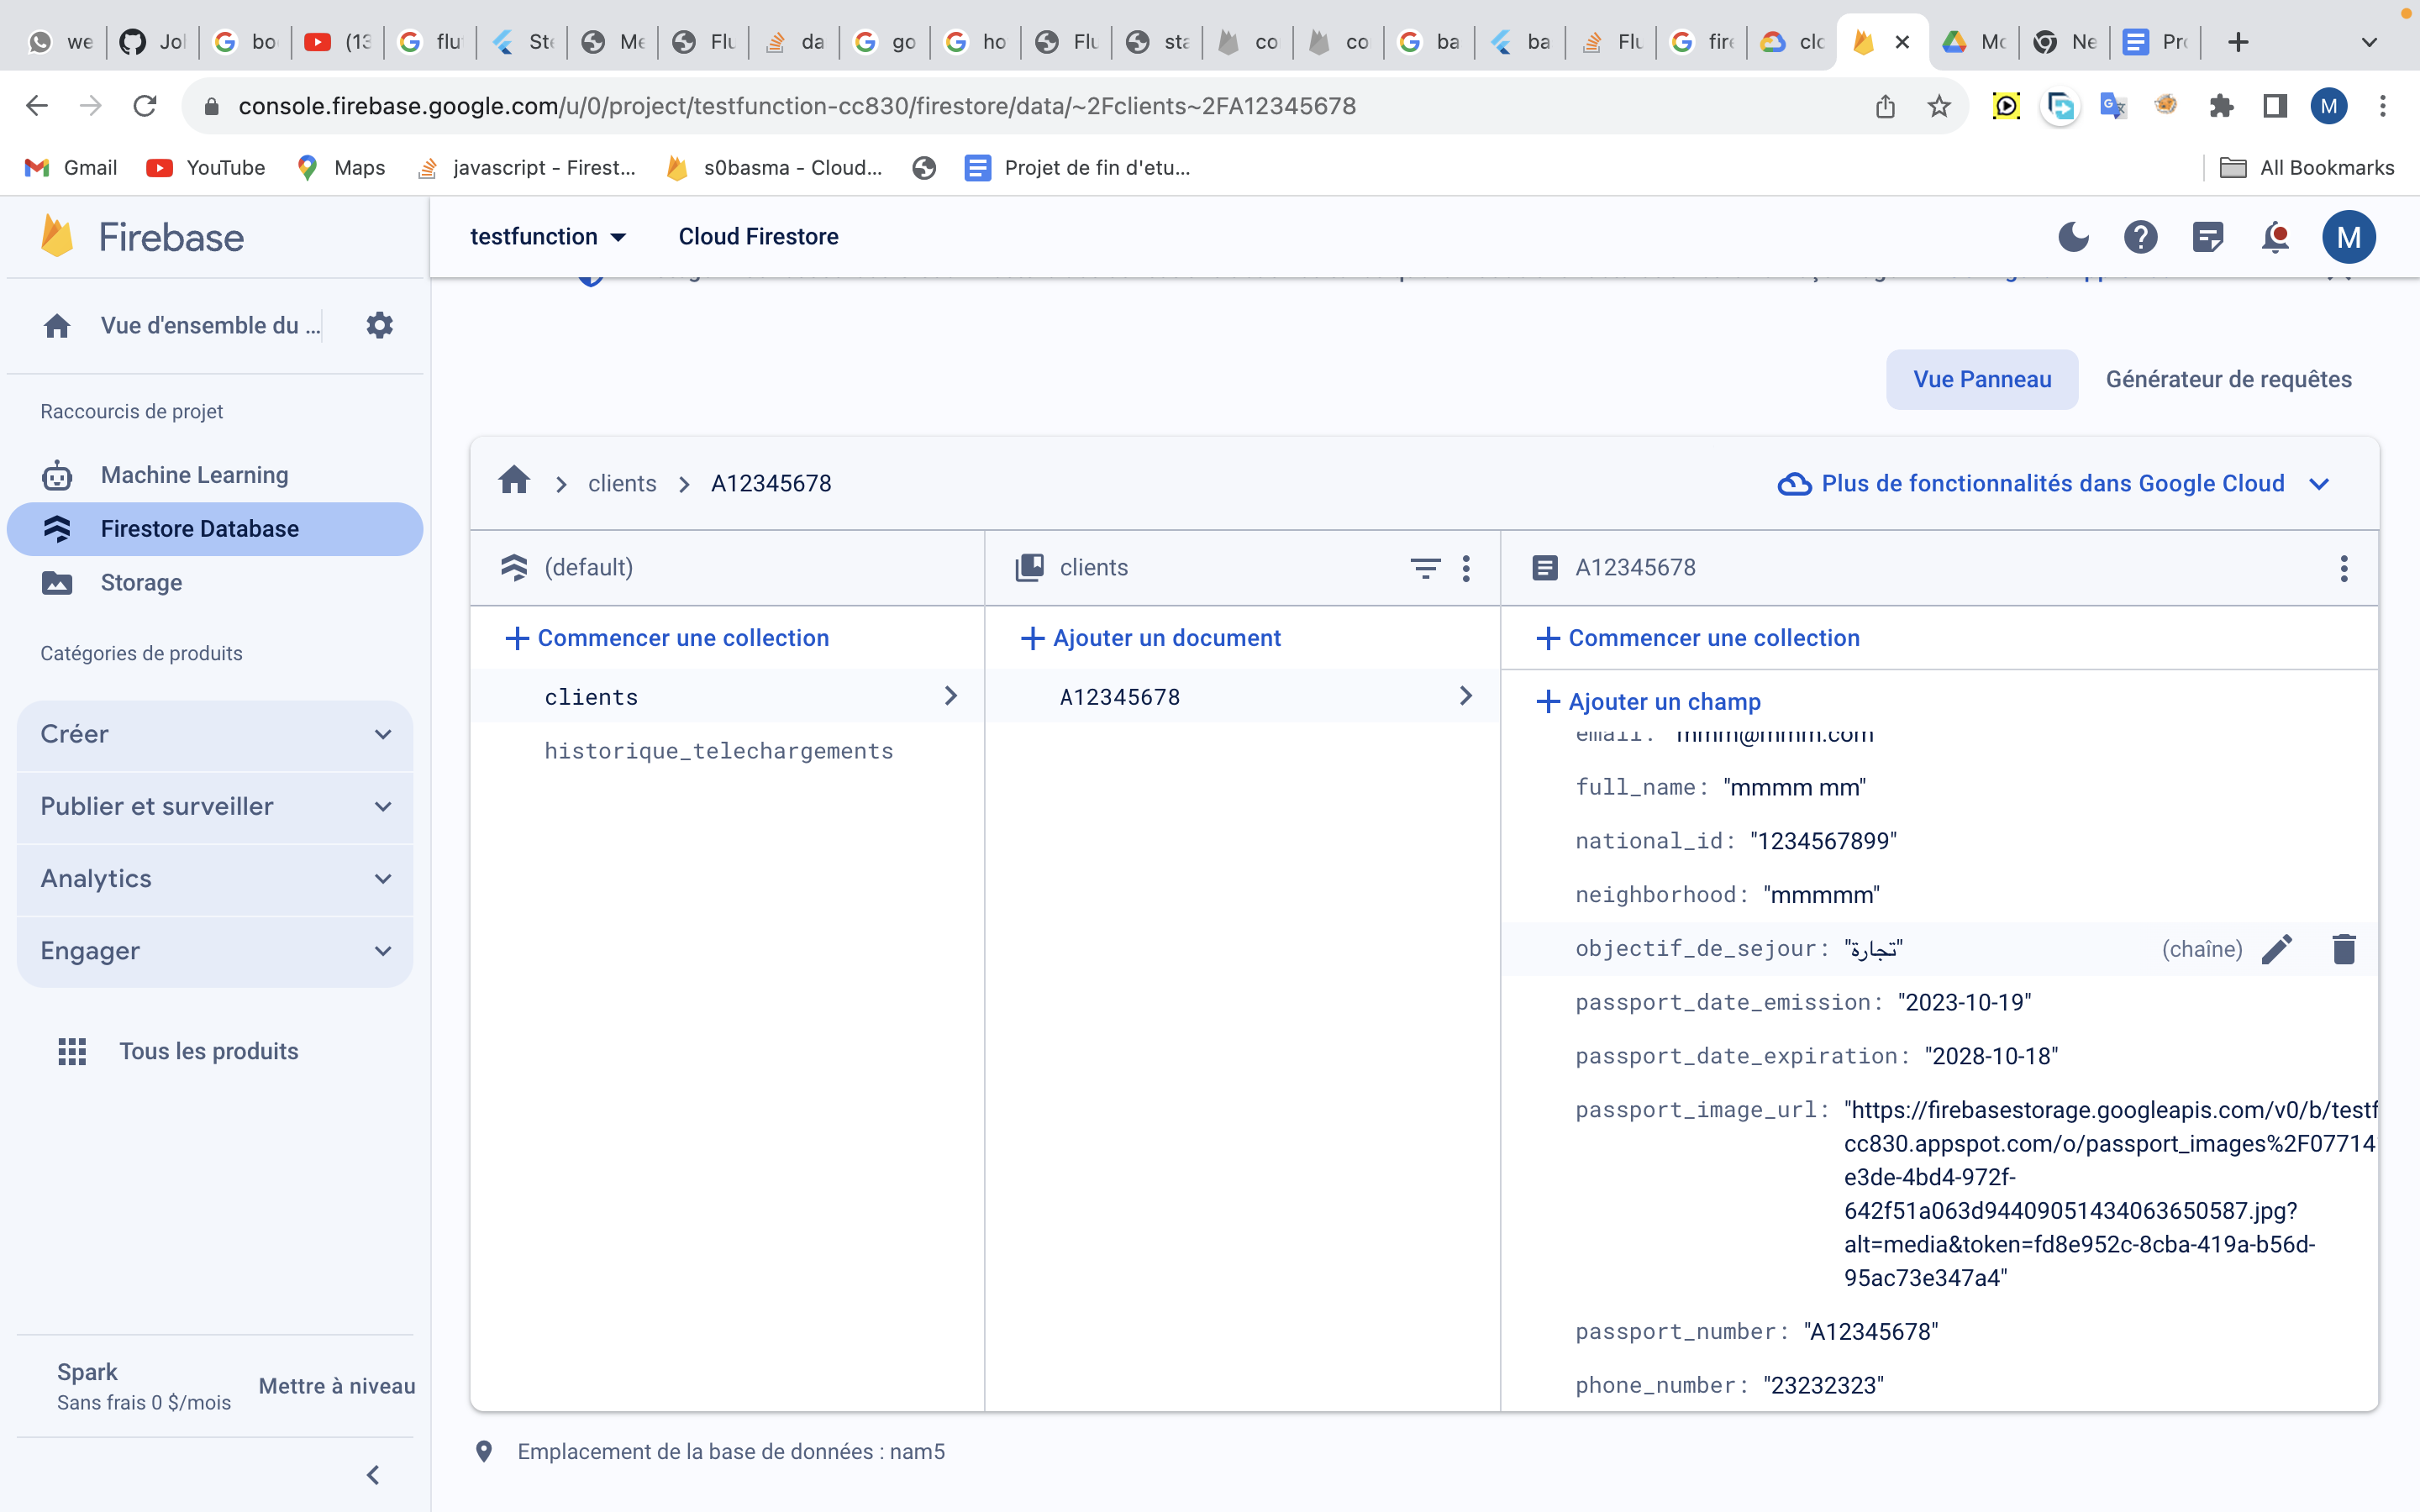 we
Jol
bo
(13
flu
Ste
Me
Flu
da
go
ho
Flu
sta
co
co
ba
ba
Flu
fire
clo
Mo
Ne
Pro
console.firebase.google.com/u/0/project/testfunction-cc830/firestore/data/~2Fclients~2FA12345678
M
Gmail
YouTube
Maps
javascript - Firest...
s0basma - Cloud...
Projet de fin d'etu...
All Bookmarks
Firebase
testfunction
Cloud Firestore
M
Vue d'ensemble du ...
Raccourcis de projet
Machine Learning
Firestore Database
Storage
Catégories de produits
Créer
Publier et surveiller
Analytics
Engager
Tous les produits
Spark
Sans frais 0 $/mois
Mettre à niveau
Vue Panneau
Générateur de requêtes
clients
A12345678
Plus de fonctionnalités dans Google Cloud
(default)
clients
A12345678
Commencer une collection
clients
historique_telechargements
Ajouter un document
A12345678
Commencer une collection
Ajouter un champ
email: "mmm@mmm.com
full_name: "mmmm mm"
national_id: "1234567899"
neighborhood: "mmmmm"
objectif_de_sejour: "تجارة" (chaîne)
passport_date_emission: "2023-10-19"
passport_date_expiration: "2028-10-18"
passport_image_url: "https://firebasestorage.googleapis.com/v0/b/testf
cc830.appspot.com/o/passport_images%2F07714
e3de-4bd4-972f-
642f51a063d94409051434063650587.jpg?
alt=media&token=fd8e952c-8cba-419a-b56d-
95ac73e347a4"
passport_number: "A12345678"
phone_number: "23232323"
Emplacement de la base de données : nam5